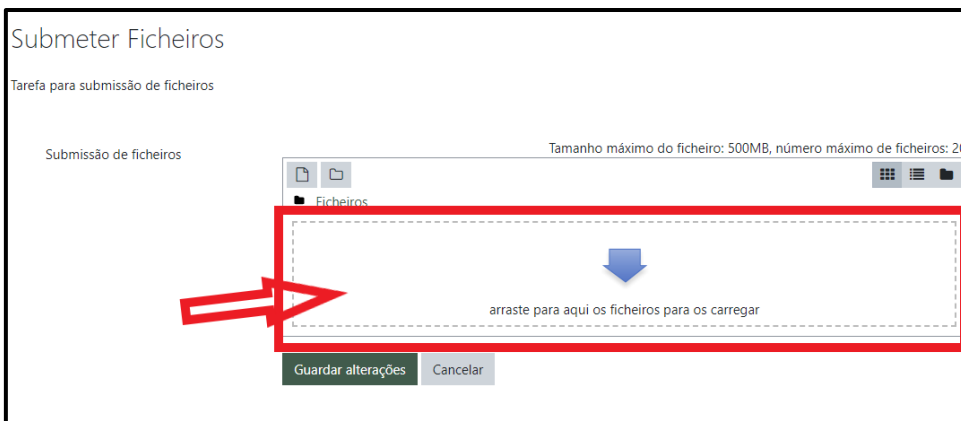 Submeter Ficheiros
Tarefa para submissão de ficheiros
Submissão de ficheiros
Tamanho máximo do ficheiro: 500MB, número máximo de ficheiros: 20
Ficheiros
arraste para aqui os ficheiros para os carregar
Guardar alterações
Cancelar